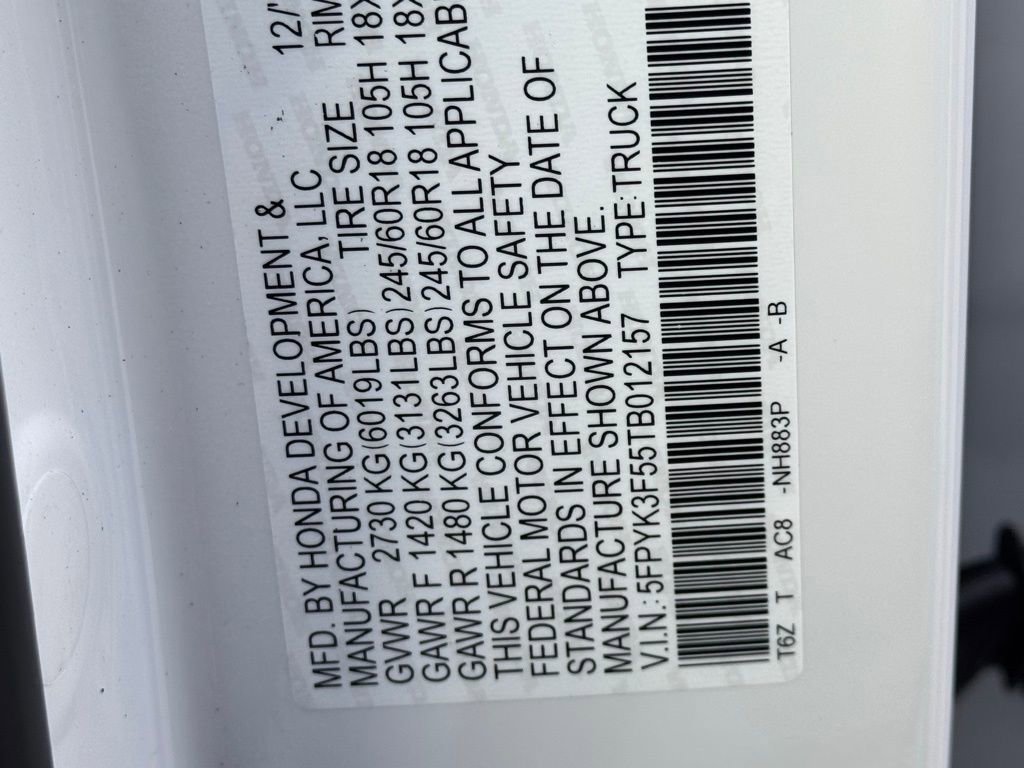 MFD. BY HONDA DEVELOPMENT & 12/
MANUFACTURING OF AMERICA, LLC
TIRE SIZE RIM
GVWR 2730 KG(6019LBS)
GAWR F 1420 KG(3131LBS) 245/60R18 105H 18X
GAWR R 1480 KG(3263LBS) 245/60R18 105H 18X
THIS VEHICLE CONFORMS TO ALL APPLICAB
FEDERAL MOTOR VEHICLE SAFETY
STANDARDS IN EFFECT ON THE DATE OF
MANUFACTURE SHOWN ABOVE.
V.I.N.: 5FPYK3F55TB012157 TYPE:TRUCK
T6Z T AC8 -NH883P -A -B